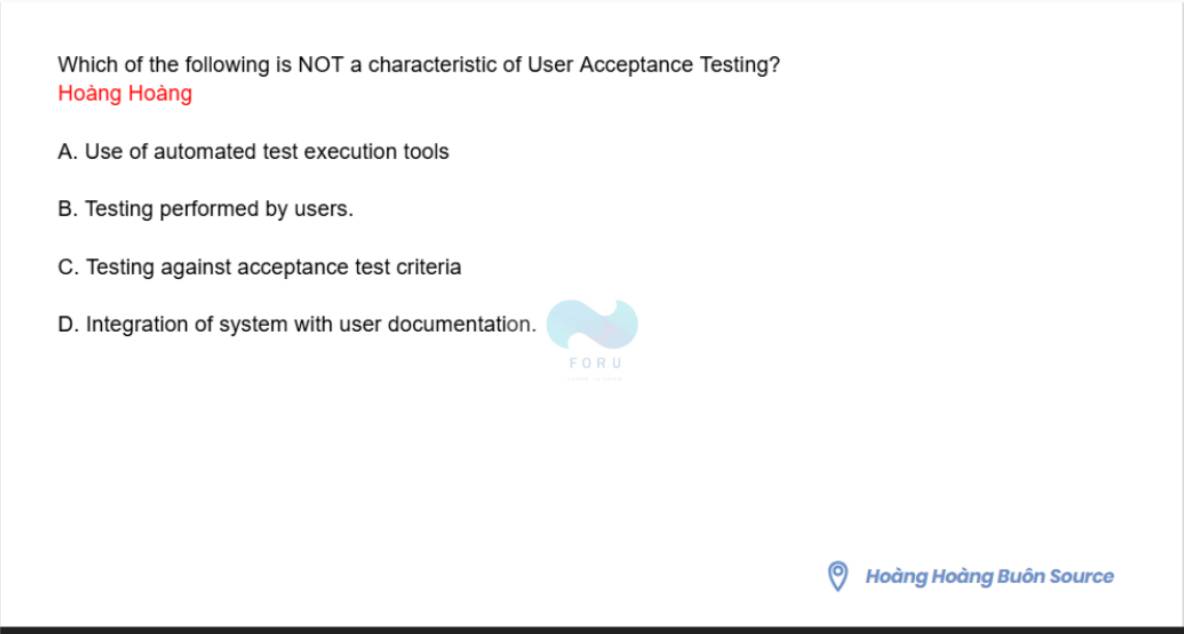 Which of the following is NOT a characteristic of User Acceptance Testing?
Hoàng Hoàng
A. Use of automated test execution tools
B. Testing performed by users.
C. Testing against acceptance test criteria
D. Integration of system with user documentation.
FORU
Hoàng Hoàng Buôn Source